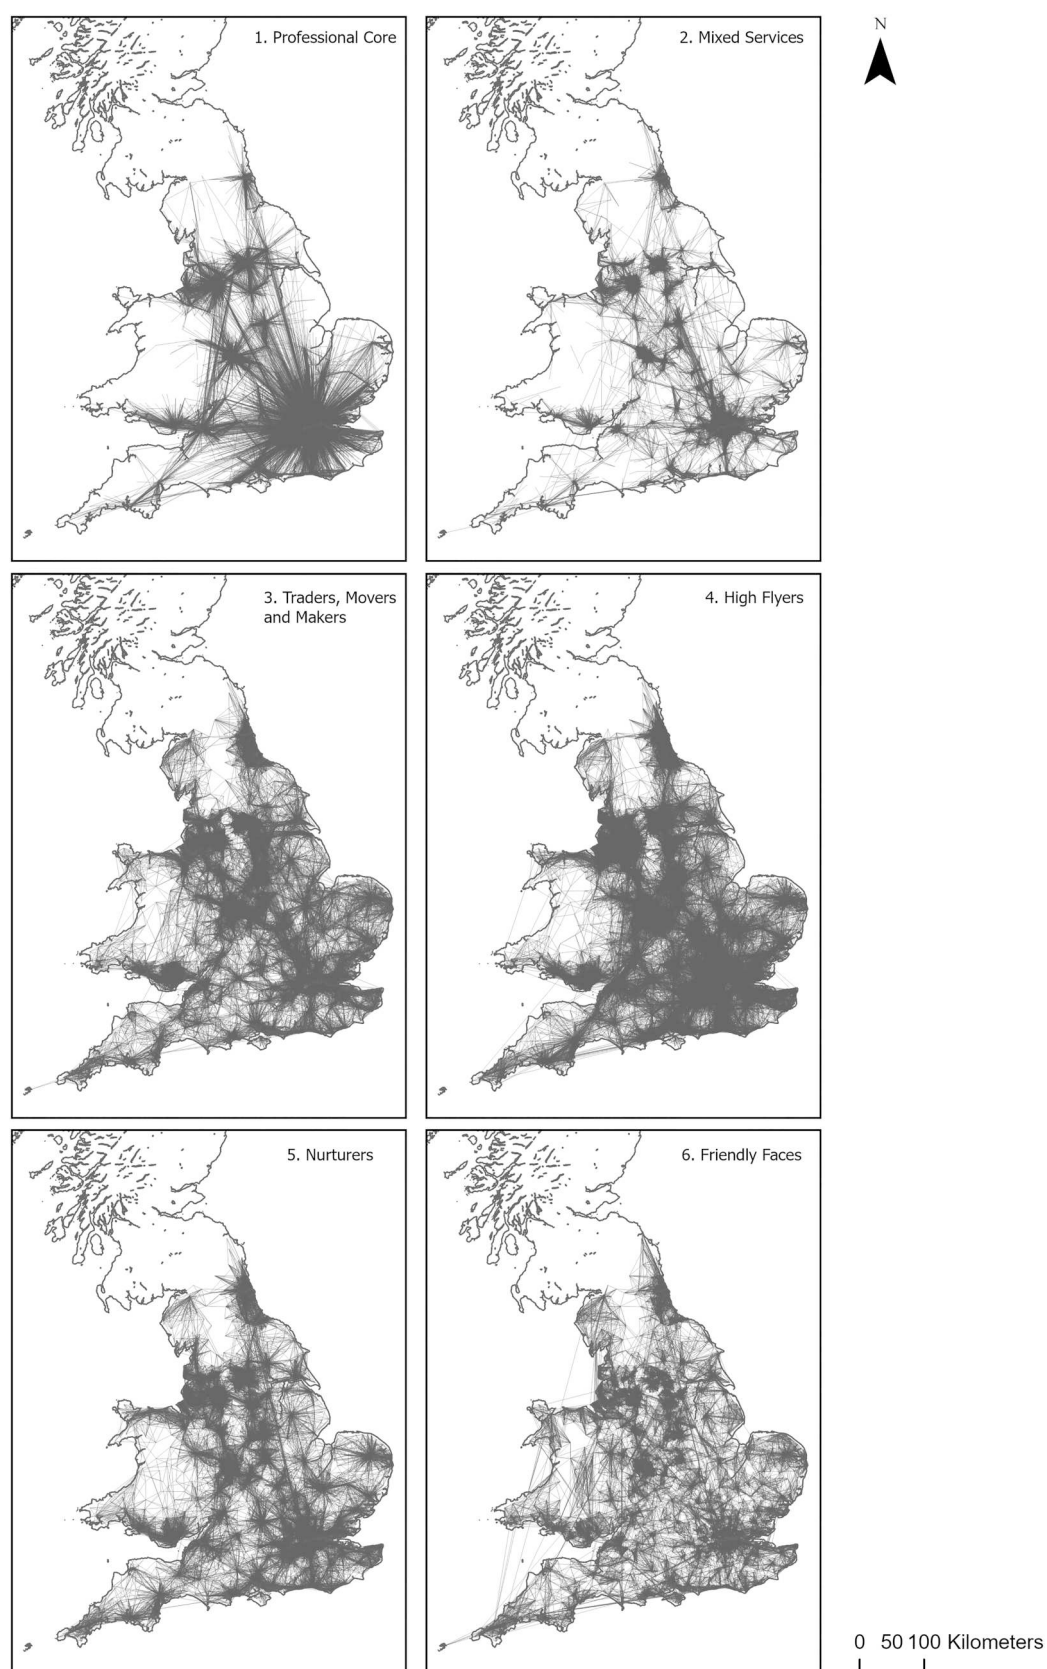 1. Professional Core
2. Mixed Services
N
3. Traders, Movers
and Makers
4. High Flyers
5. Nurturers
6. Friendly Faces
0 50 100 Kilometers